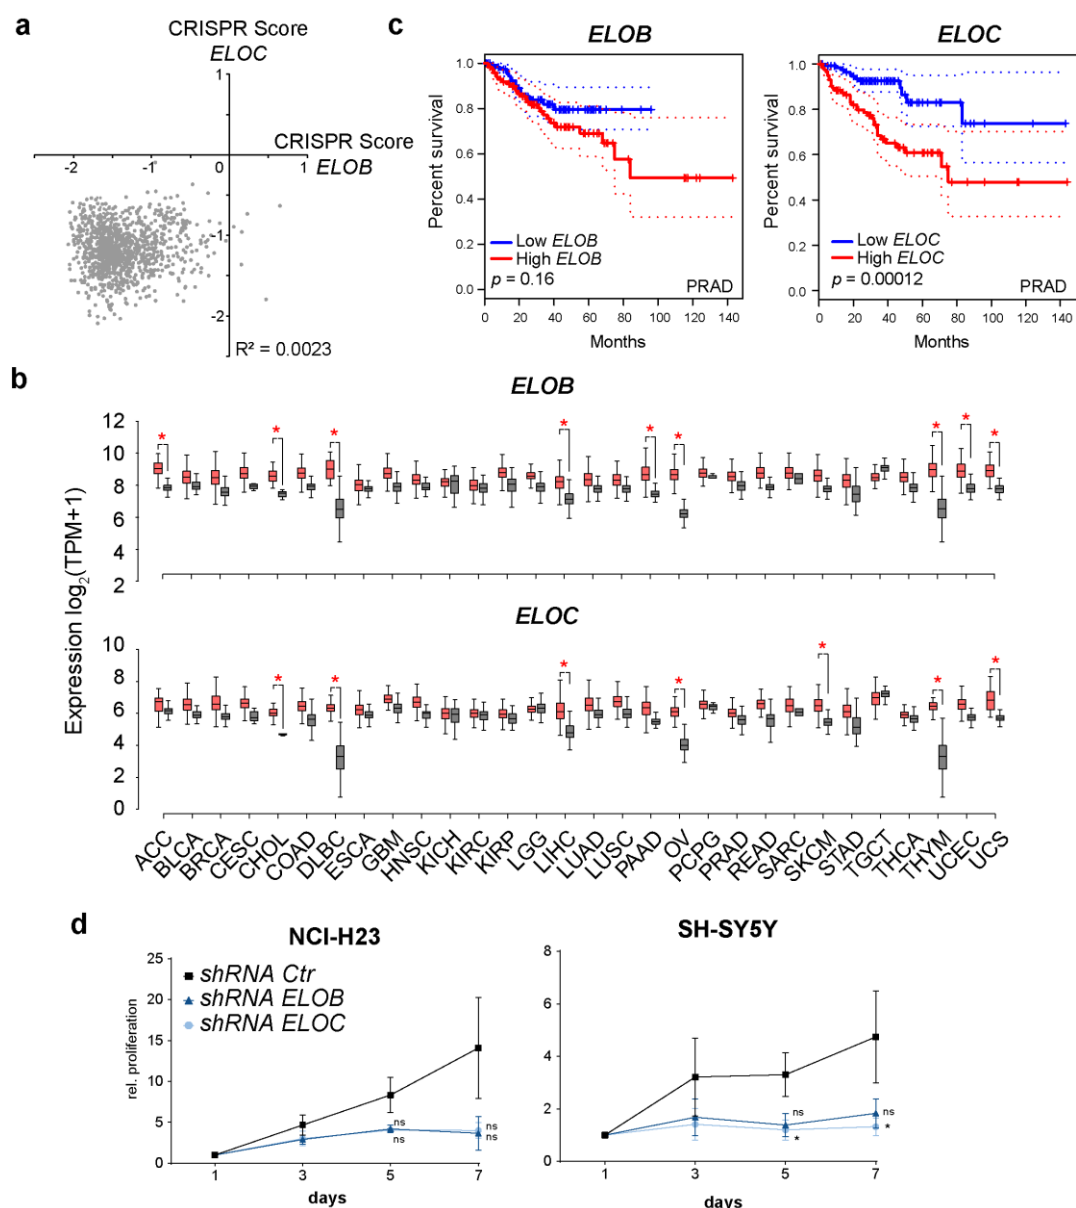 a
CRISPR Score
ELOC
1
CRISPR Score
ELOB
-2 -1 0 1
-1
-2
R² = 0.0023
c
ELOB
Percent survival
1.0
0.8
0.6
0.4
0.2
0.0
Low ELOB
High ELOB
p = 0.16
PRAD
0 20 40 60 80 100 120 140
Months
ELOC
Percent survival
1.0
0.8
0.6
0.4
0.2
0.0
Low ELOC
High ELOC
p = 0.00012
PRAD
0 20 40 60 80 100 120 140
Months
b
ELOB
Expression log₂(TPM+1)
12
10
8
6
4
2
* * * * * * * * *
ELOC
10
8
6
4
2
0
* * * * * * *
ACC BLCA BRCA CESC CHOL COAD DLBC ESCA GBM HNSC KICH KIRC KIRP LGG LIHC LUAD LUSC PAAD OV PCPG PRAD READ SARC SKCM STAD TGCT THCA THYM UCEC UCS
d
NCI-H23
rel. proliferation
25
20
15
10
5
0
shRNA Ctr
shRNA ELOB
shRNA ELOC
ns
ns
ns
ns
1 3 5 7
days
SH-SY5Y
8
6
4
2
0
ns
*
ns
*
1 3 5 7
days